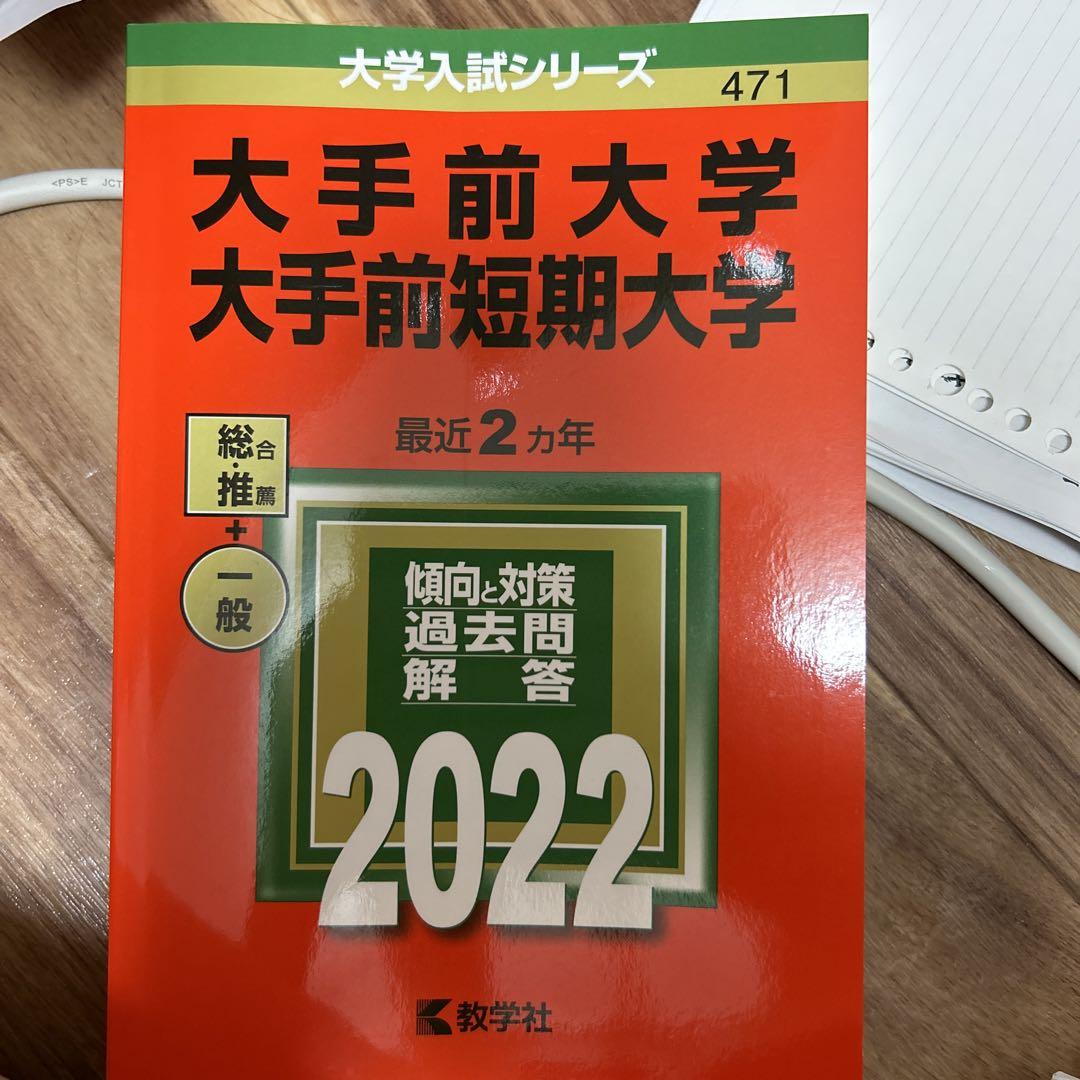 大学入試シリーズ
471
大手前大学
大手前短期大学
最近2カ年
総合・
推薦
+
一般
傾向と対策
過去問
解答
2022
教学社
<PS>E JCT